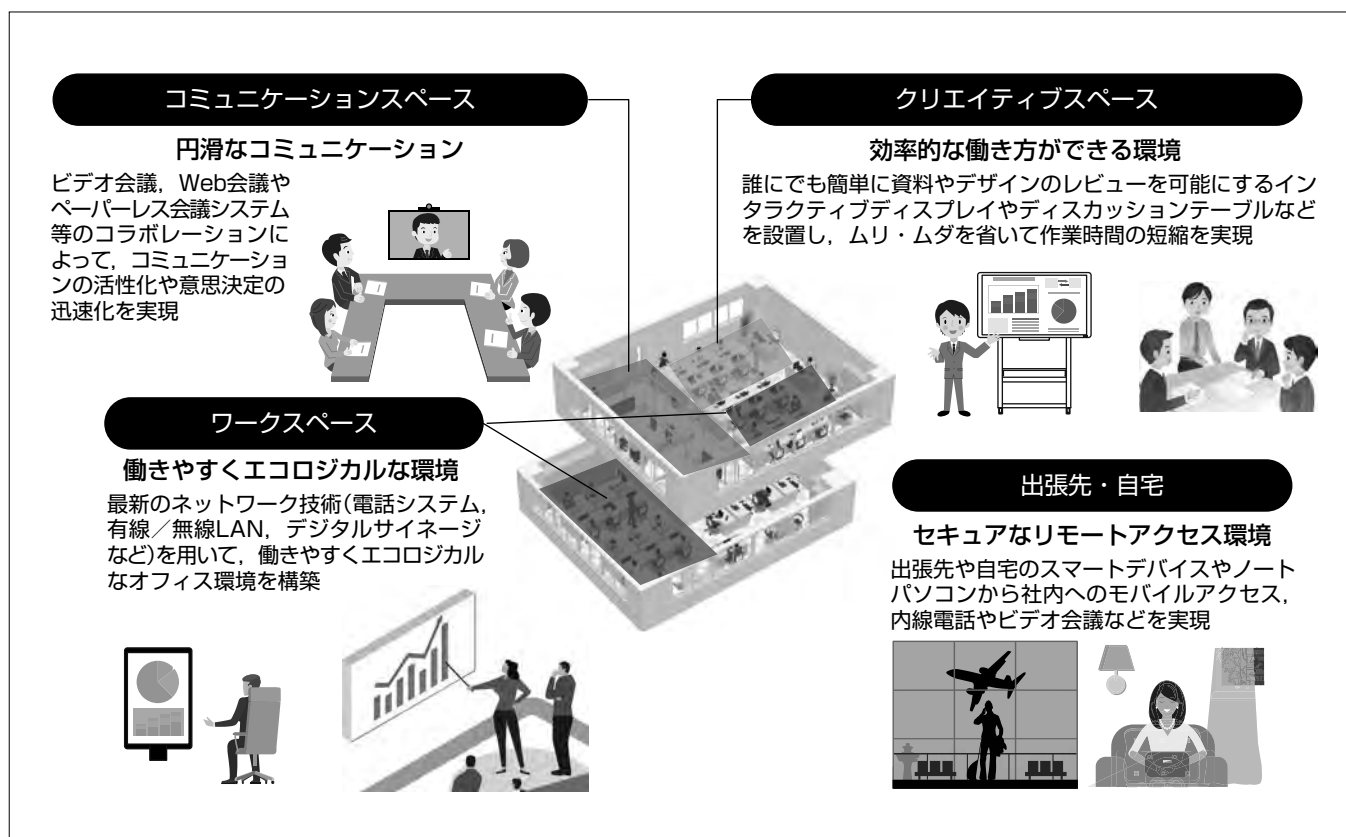 コミュニケーションスペース
円滑なコミュニケーション
ビデオ会議，Web会議や
ペーパーレス会議システム
等のコラボレーションに
よって，コミュニケーショ
ンの活性化や意思決定の
迅速化を実現
クリエイティブスペース
効率的な働き方ができる環境
誰にでも簡単に資料やデザインのレビューを可能にするイン
タラクティブディスプレイやディスカッションテーブルなど
を設置し，ムリ・ムダを省いて作業時間の短縮を実現
ワークスペース
働きやすくエコロジカルな環境
最新のネットワーク技術（電話システム，
有線／無線LAN，デジタルサイネージ
など）を用いて，働きやすくエコロジカル
なオフィス環境を構築
出張先・自宅
セキュアなリモートアクセス環境
出張先や自宅のスマートデバイスやノート
パソコンから社内へのモバイルアクセス，
内線電話やビデオ会議などを実現